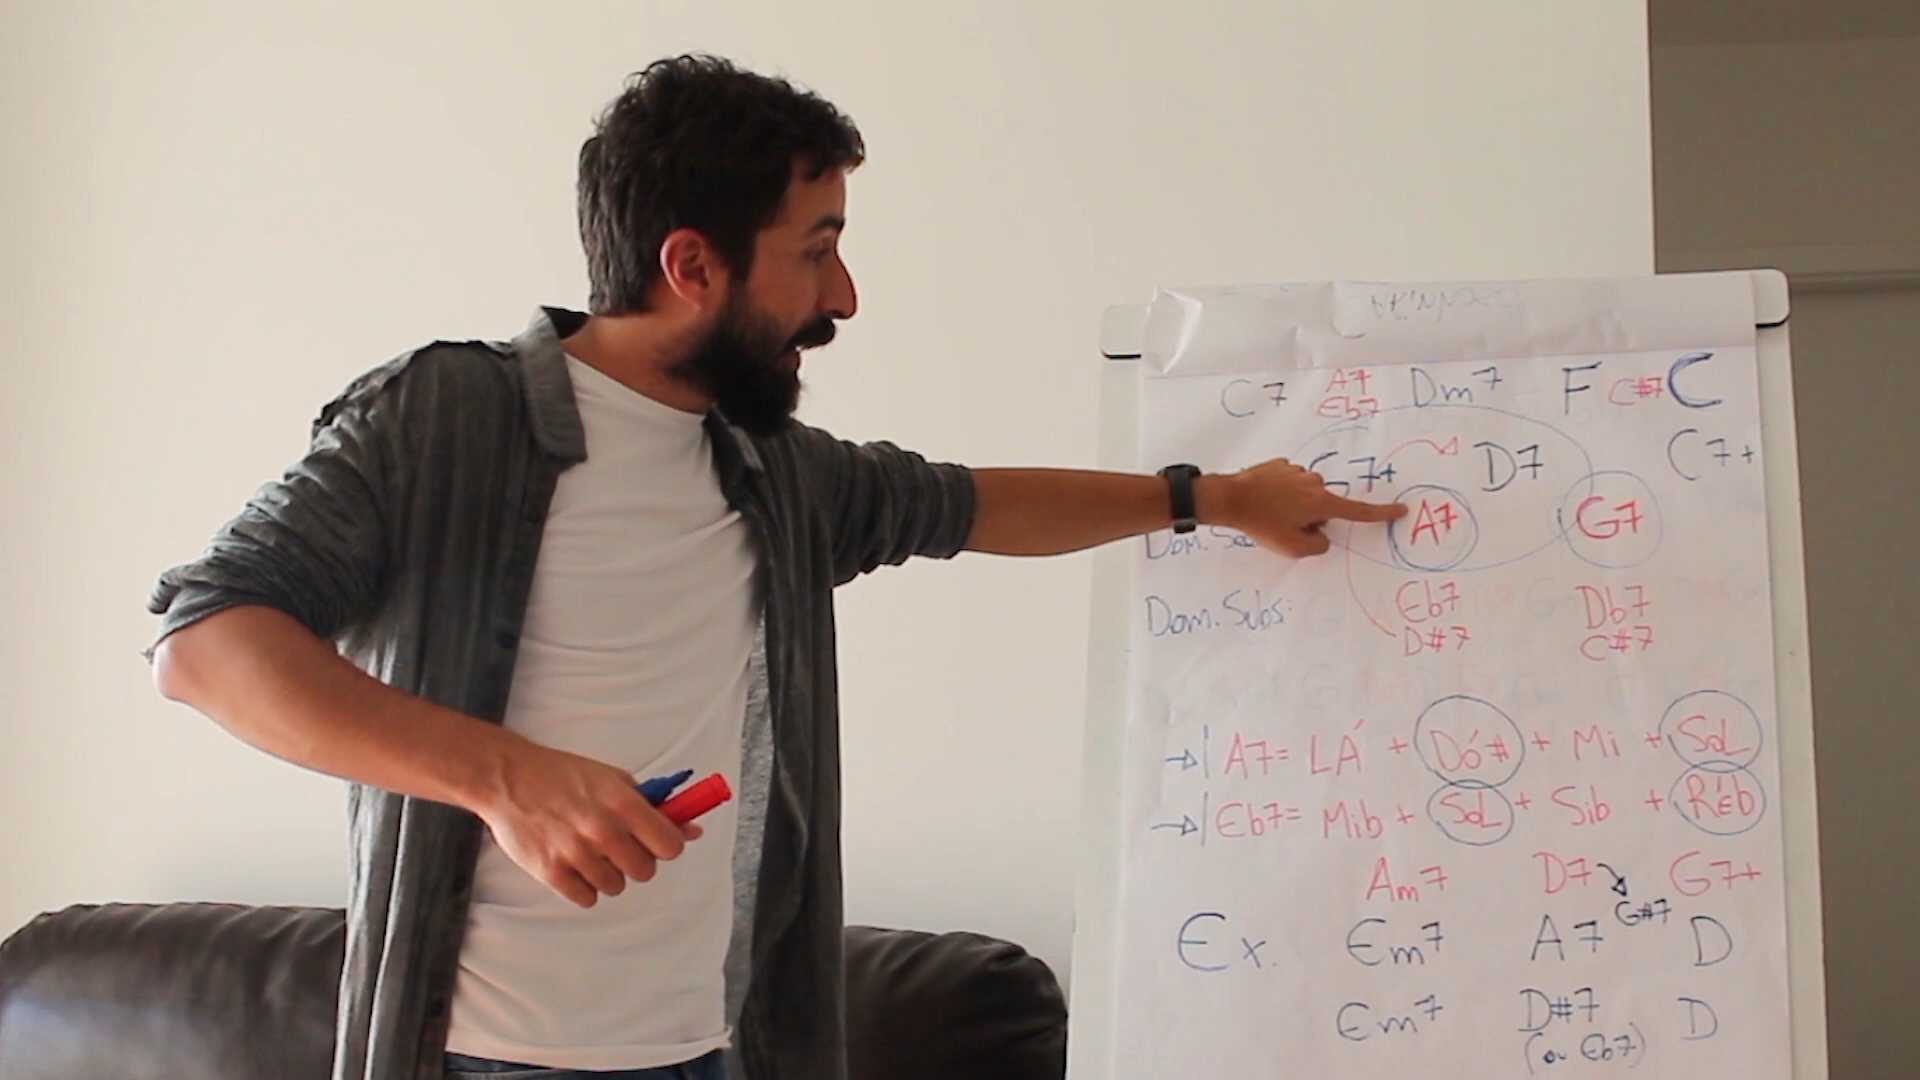 C7 A7 Dm7 F C#7 C
Eb7
G7+ D7 C7+
A7 G7
Dom.
Dom. Subs: Eb7 Db7
D#7 C#7
→| A7= LÁ + Dó# + Mi + SoL
→| Eb7= Mib + SoL + Sib + Réb
Am7 D7 G7+
G#7
Ex. Em7 A7 D
Em7 D#7 D
(ou Eb7)